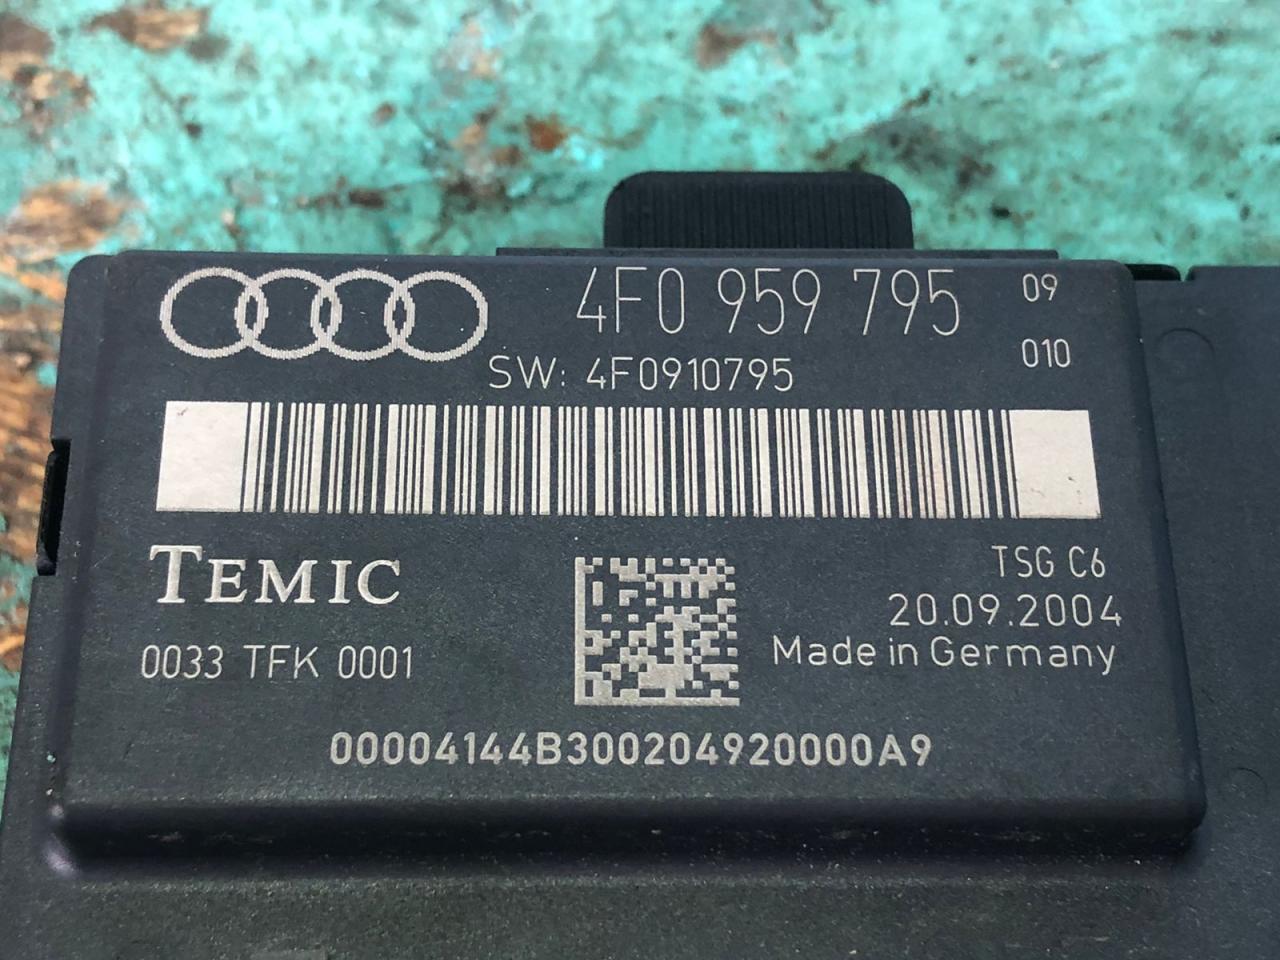 4F0 959 795 09
010
SW: 4F0910795
TEMIC
TSG C6
20.09.2004
0033 TFK 0001
Made in Germany
00004144B300204920000A9